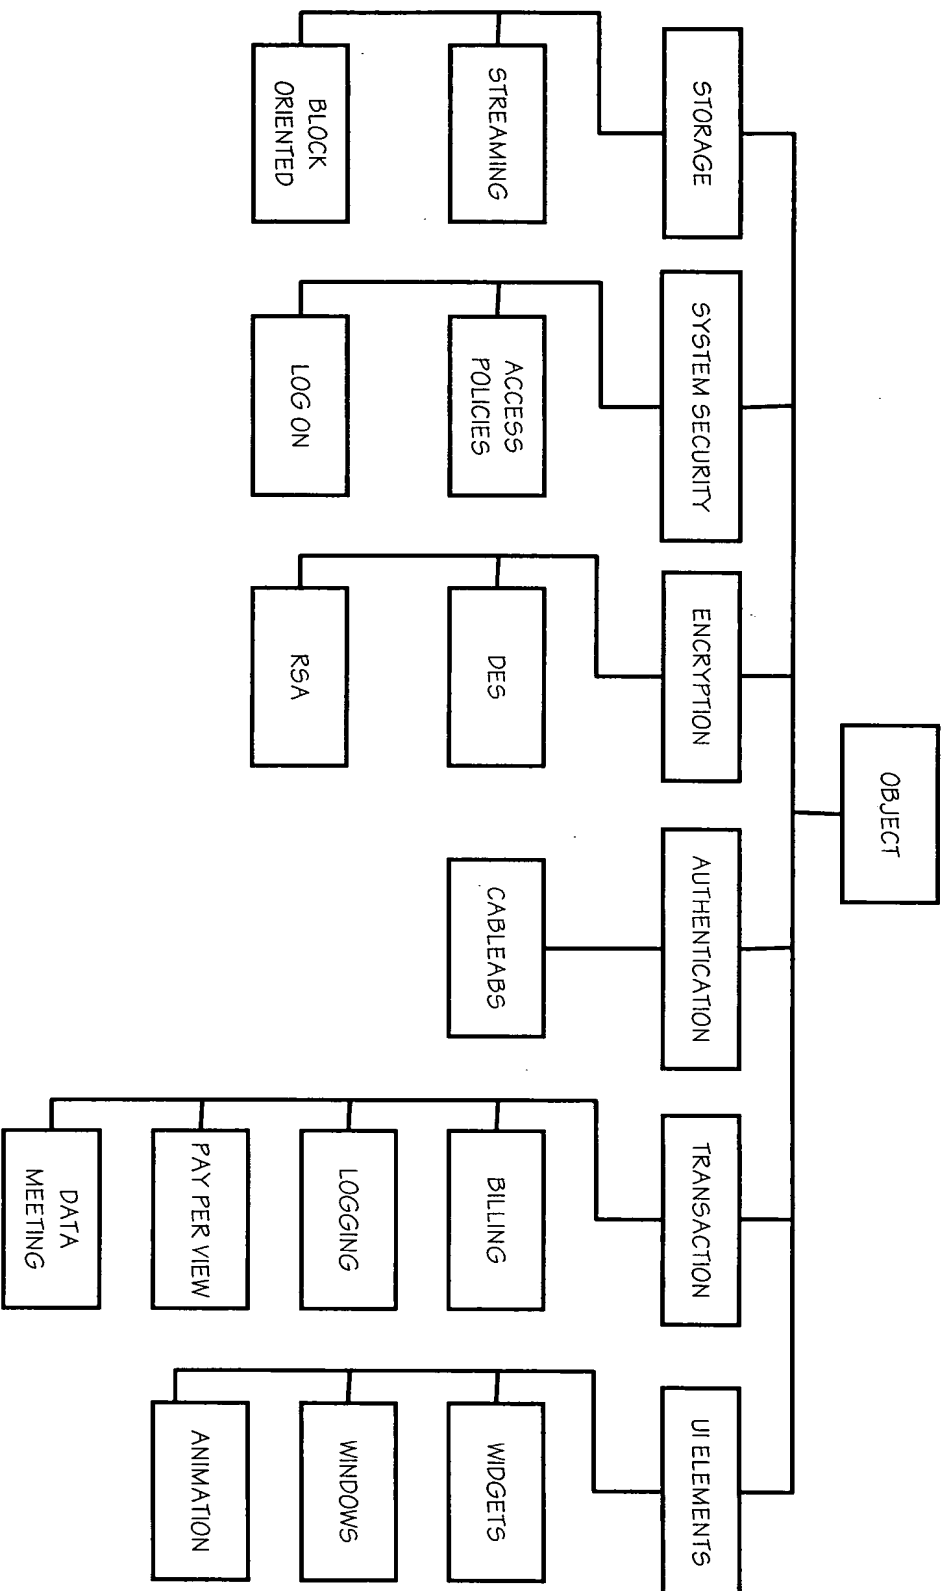 OBJECT
STORAGE
SYSTEM SECURITY
ENCRYPTION
AUTHENTICATION
TRANSACTION
UI ELEMENTS
STREAMING
ACCESS
POLICIES
DES
CABLEABS
BILLING
WIDGETS
BLOCK
ORIENTED
LOG ON
RSA
LOGGING
WINDOWS
PAY PER VIEW
ANIMATION
DATA
MEETING